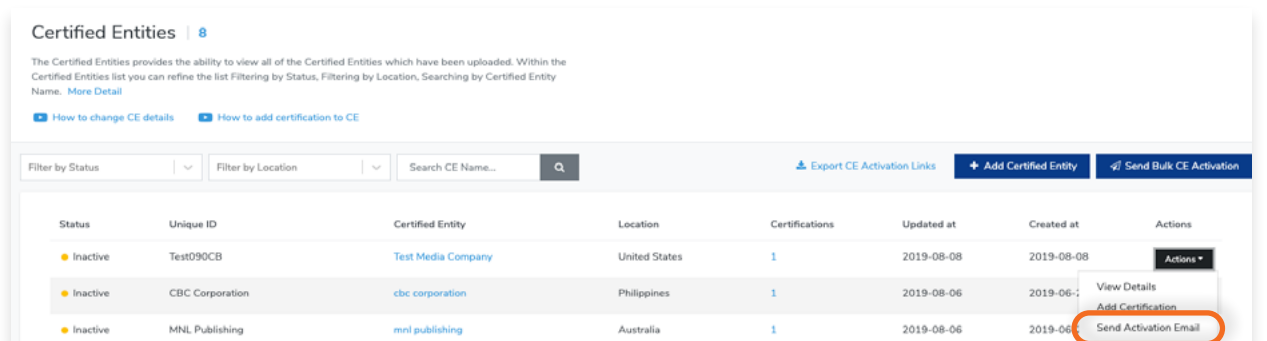 Certified Entities | 8
The Certified Entities provides the ability to view all of the Certified Entities which have been uploaded. Within the
Certified Entities list you can refine the list Filtering by Status, Filtering by Location, Searching by Certified Entity
Name. More Detail
How to change CE details How to add certification to CE
Filter by Status Filter by Location Search CE Name... Export CE Activation Links + Add Certified Entity Send Bulk CE Activation
Status Unique ID Certified Entity Location Certifications Updated at Created at Actions
Inactive Test090CB Test Media Company United States 1 2019-08-08 2019-08-08 Actions
View Details
Inactive CBC Corporation cbc corporation Philippines 1 2019-08-06 2019-06-2
Add Certification
Inactive MNL Publishing mnl publishing Australia 1 2019-08-06 2019-06 Send Activation Email